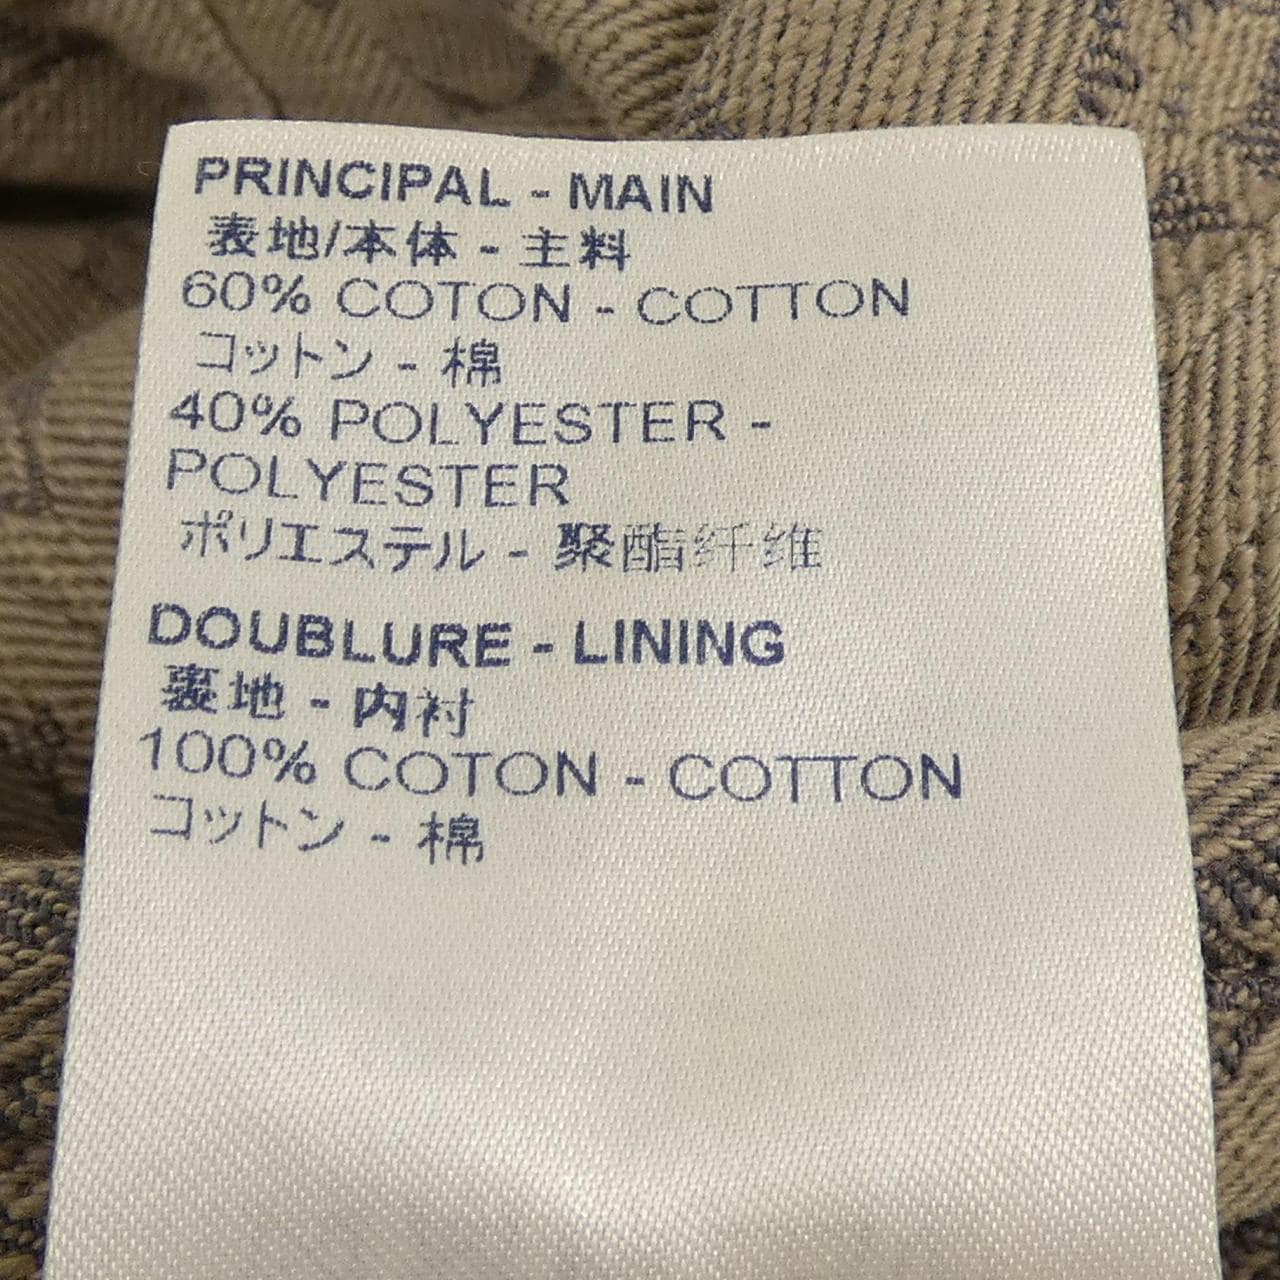 PRINCIPAL - MAIN
表地/本体 - 主料
60% COTON - COTTON
コットン - 棉
40% POLYESTER -
POLYESTER
ポリエステル - 聚酯纤维
DOUBLURE - LINING
裏地 - 内衬
100% COTON - COTTON
コットン - 棉